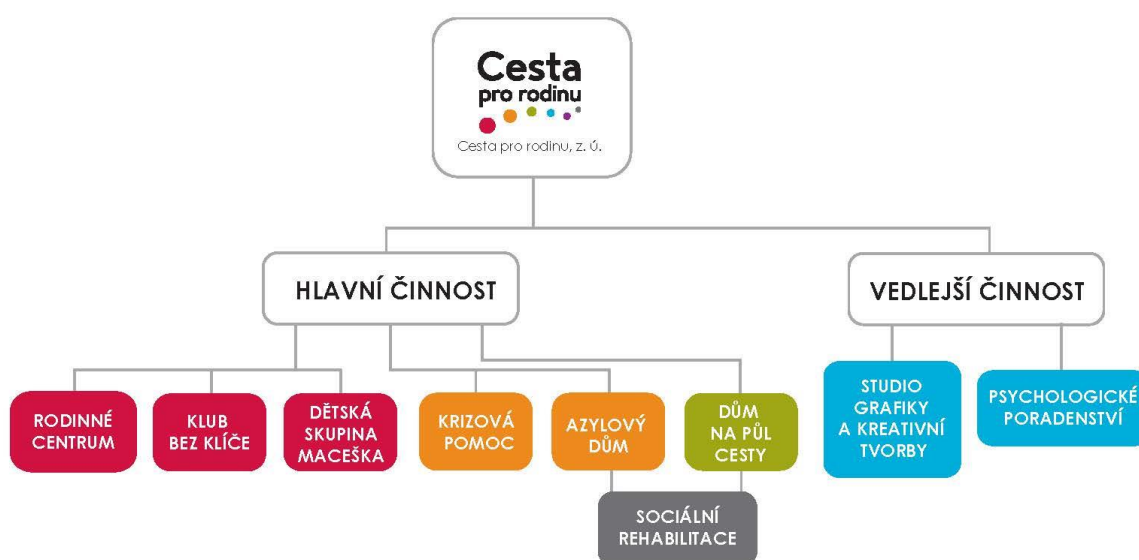 Cesta
pro rodinu
Cesta pro rodinu, z. ú.
HLAVNÍ ČINNOST
VEDLEJŠÍ ČINNOST
RODINNÉ
CENTRUM
KLUB
BEZ KLÍČE
DĚTSKÁ
SKUPINA
MACEŠKA
KRIZOVÁ
POMOC
AZYLOVÝ
DŮM
DŮM
NA PŮL
CESTY
STUDIO
GRAFIKY
A KREATIVNÍ
TVORBY
PSYCHOLOGICKÉ
PORADENSTVÍ
SOCIÁLNÍ
REHABILITACE